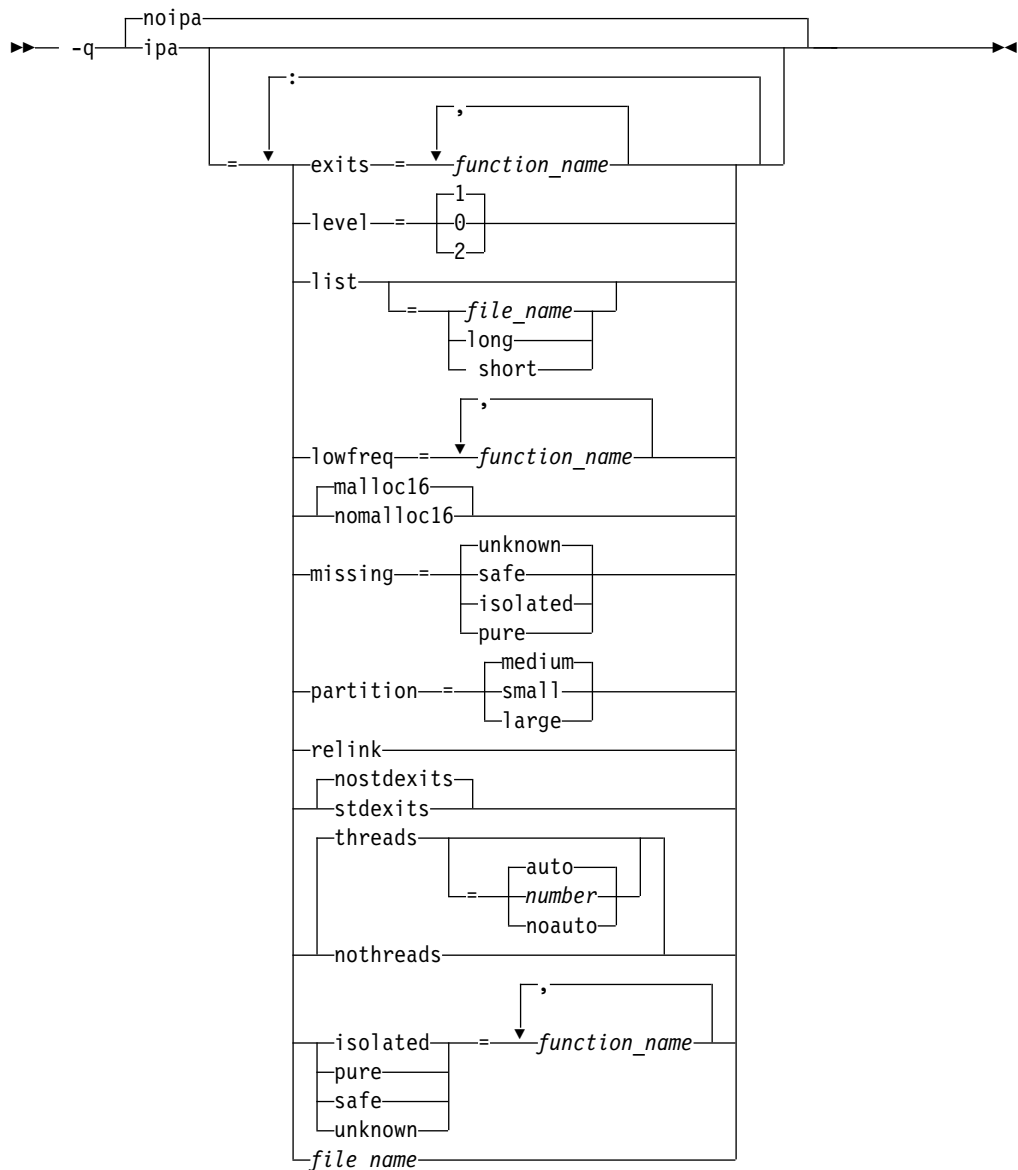 noipa
-q ipa
:
,
= exits = function_name
1
level = 0
2
list
= file_name
long
short
,
lowfreq = function_name
malloc16
nomalloc16
unknown
missing = safe
isolated
pure
medium
partition = small
large
relink
nostdexits
stdexits
threads
auto
= number
noauto
nothreads
,
isolated = function_name
pure
safe
unknown
file name